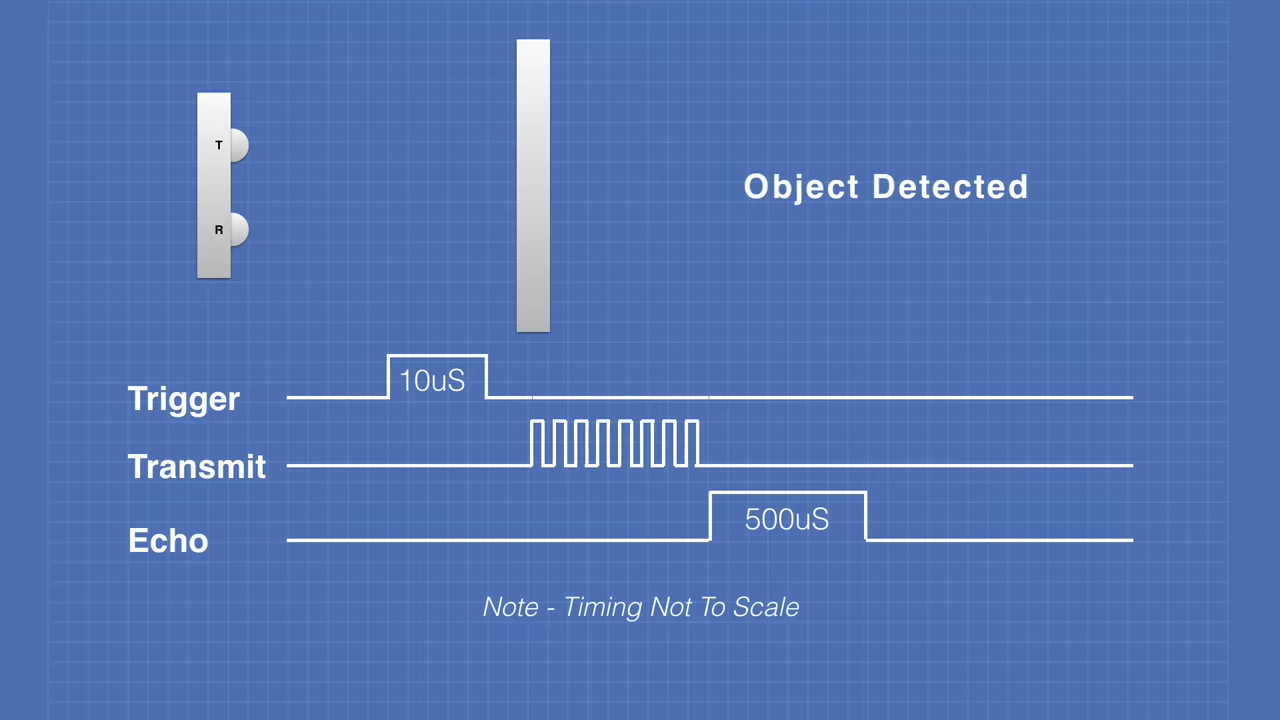 T
R
Object Detected
10uS
Trigger
Transmit
500uS
Echo
Note - Timing Not To Scale